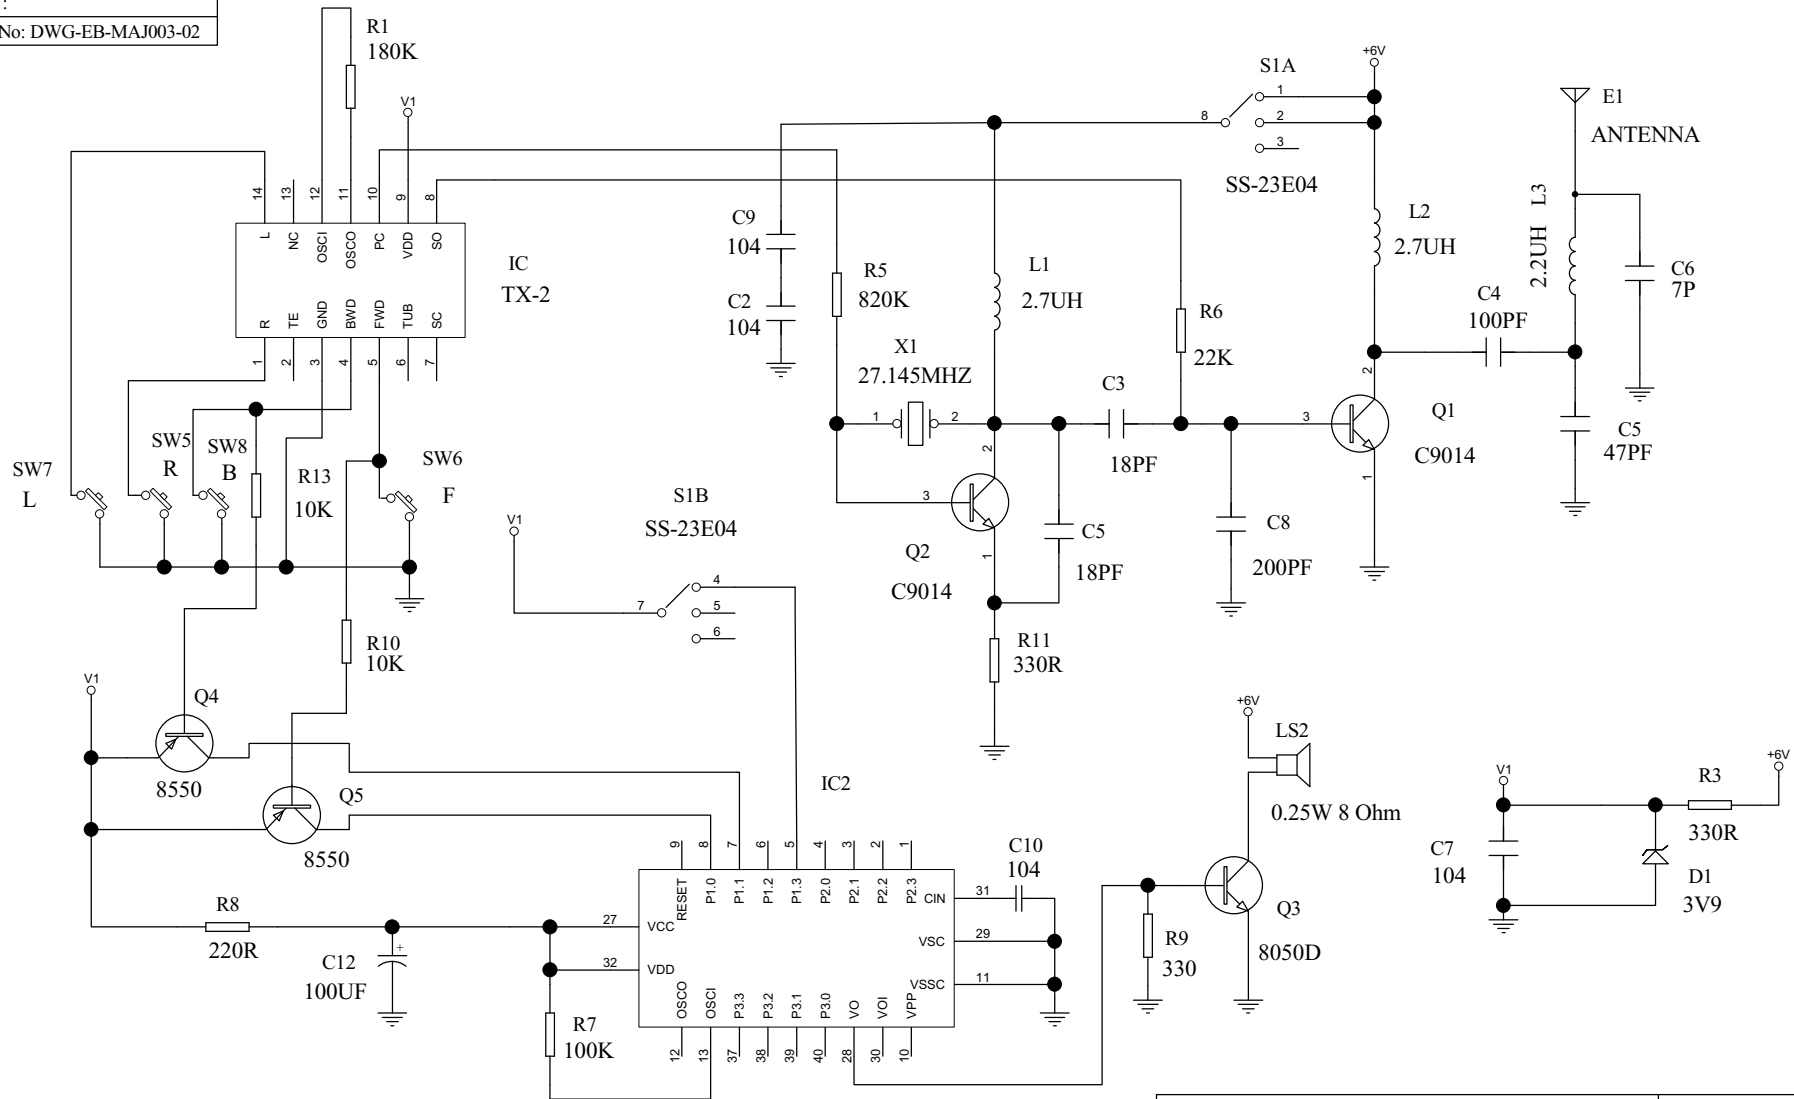 :
No: DWG-EB-MAJ003-02
R1
180K
V1
14
13
12
11
10
9
8
L
NC
OSCI
OSCO
PC
VDD
SO
IC
TX-2
R
TE
GND
BWD
FWD
TUB
SC
1
2
3
4
5
6
7
SW7
L
SW5
R
SW8
B
R13
10K
SW6
F
R10
10K
C9
104
C2
104
R5
820K
L1
2.7UH
X1
27.145MHZ
1
2
S1A
8
1
2
3
SS-23E04
+6V
L2
2.7UH
E1
ANTENNA
2.2UH L3
C6
7P
C4
100PF
C5
47PF
R6
22K
C3
18PF
3
2
1
Q1
C9014
3
2
1
Q2
C9014
C5
18PF
C8
200PF
R11
330R
S1B
SS-23E04
V1
7
4
5
6
V1
Q4
8550
Q5
8550
R8
220R
+
C12
100UF
R7
100K
IC2
9
8
7
6
5
4
3
2
1
RESET
P1.0
P1.1
P1.2
P1.3
P2.0
P2.1
P2.2
P2.3
27
VCC
32
VDD
CIN
31
VSC
29
VSSC
11
OSCO
OSCI
P3.3
P3.2
P3.1
P3.0
VO
VOI
VPP
12
13
37
38
39
40
28
30
10
C10
104
+6V
LS2
0.25W 8 Ohm
Q3
8050D
R9
330
V1
C7
104
D1
3V9
R3
330R
+6V